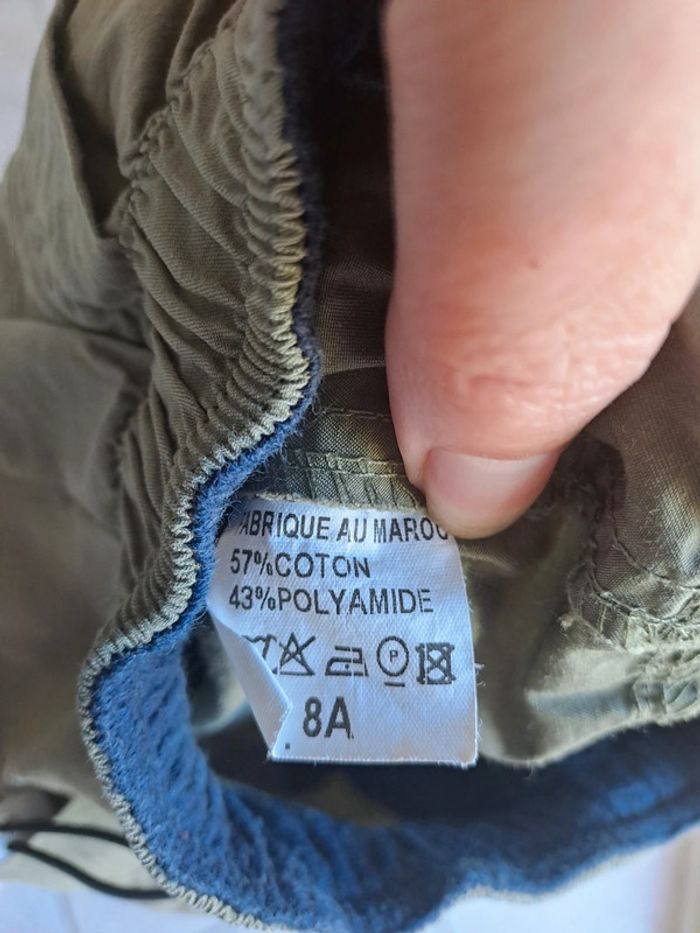 FABRIQUE AU MAROC
57%COTON
43%POLYAMIDE
P
8A